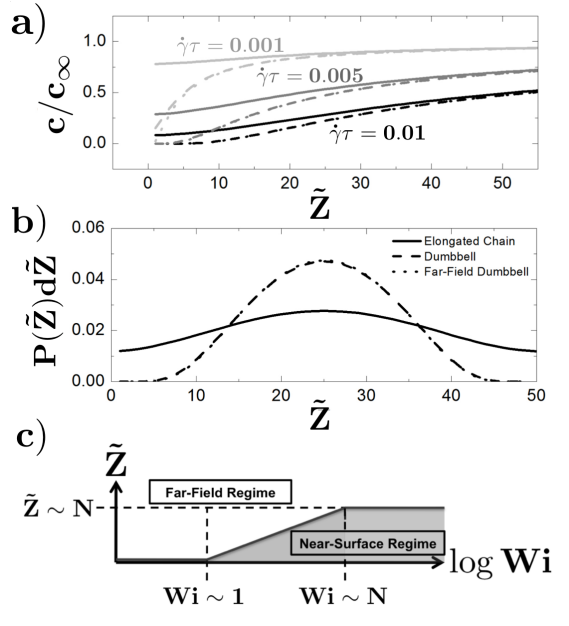 a)
c/c∞
1.0
0.5
0.0
γ̇τ = 0.001
γ̇τ = 0.005
γ̇τ = 0.01
0 10 20 30 40 50
Z̃
b)
P(Z̃)dZ̃
0.06
0.04
0.02
0.00
Elongated Chain
Dumbbell
Far-Field Dumbbell
0 10 20 30 40 50
Z̃
c)
Z̃
Far-Field Regime
Z̃ ∼ N
Near-Surface Regime
log Wi
Wi ∼ 1 Wi ∼ N